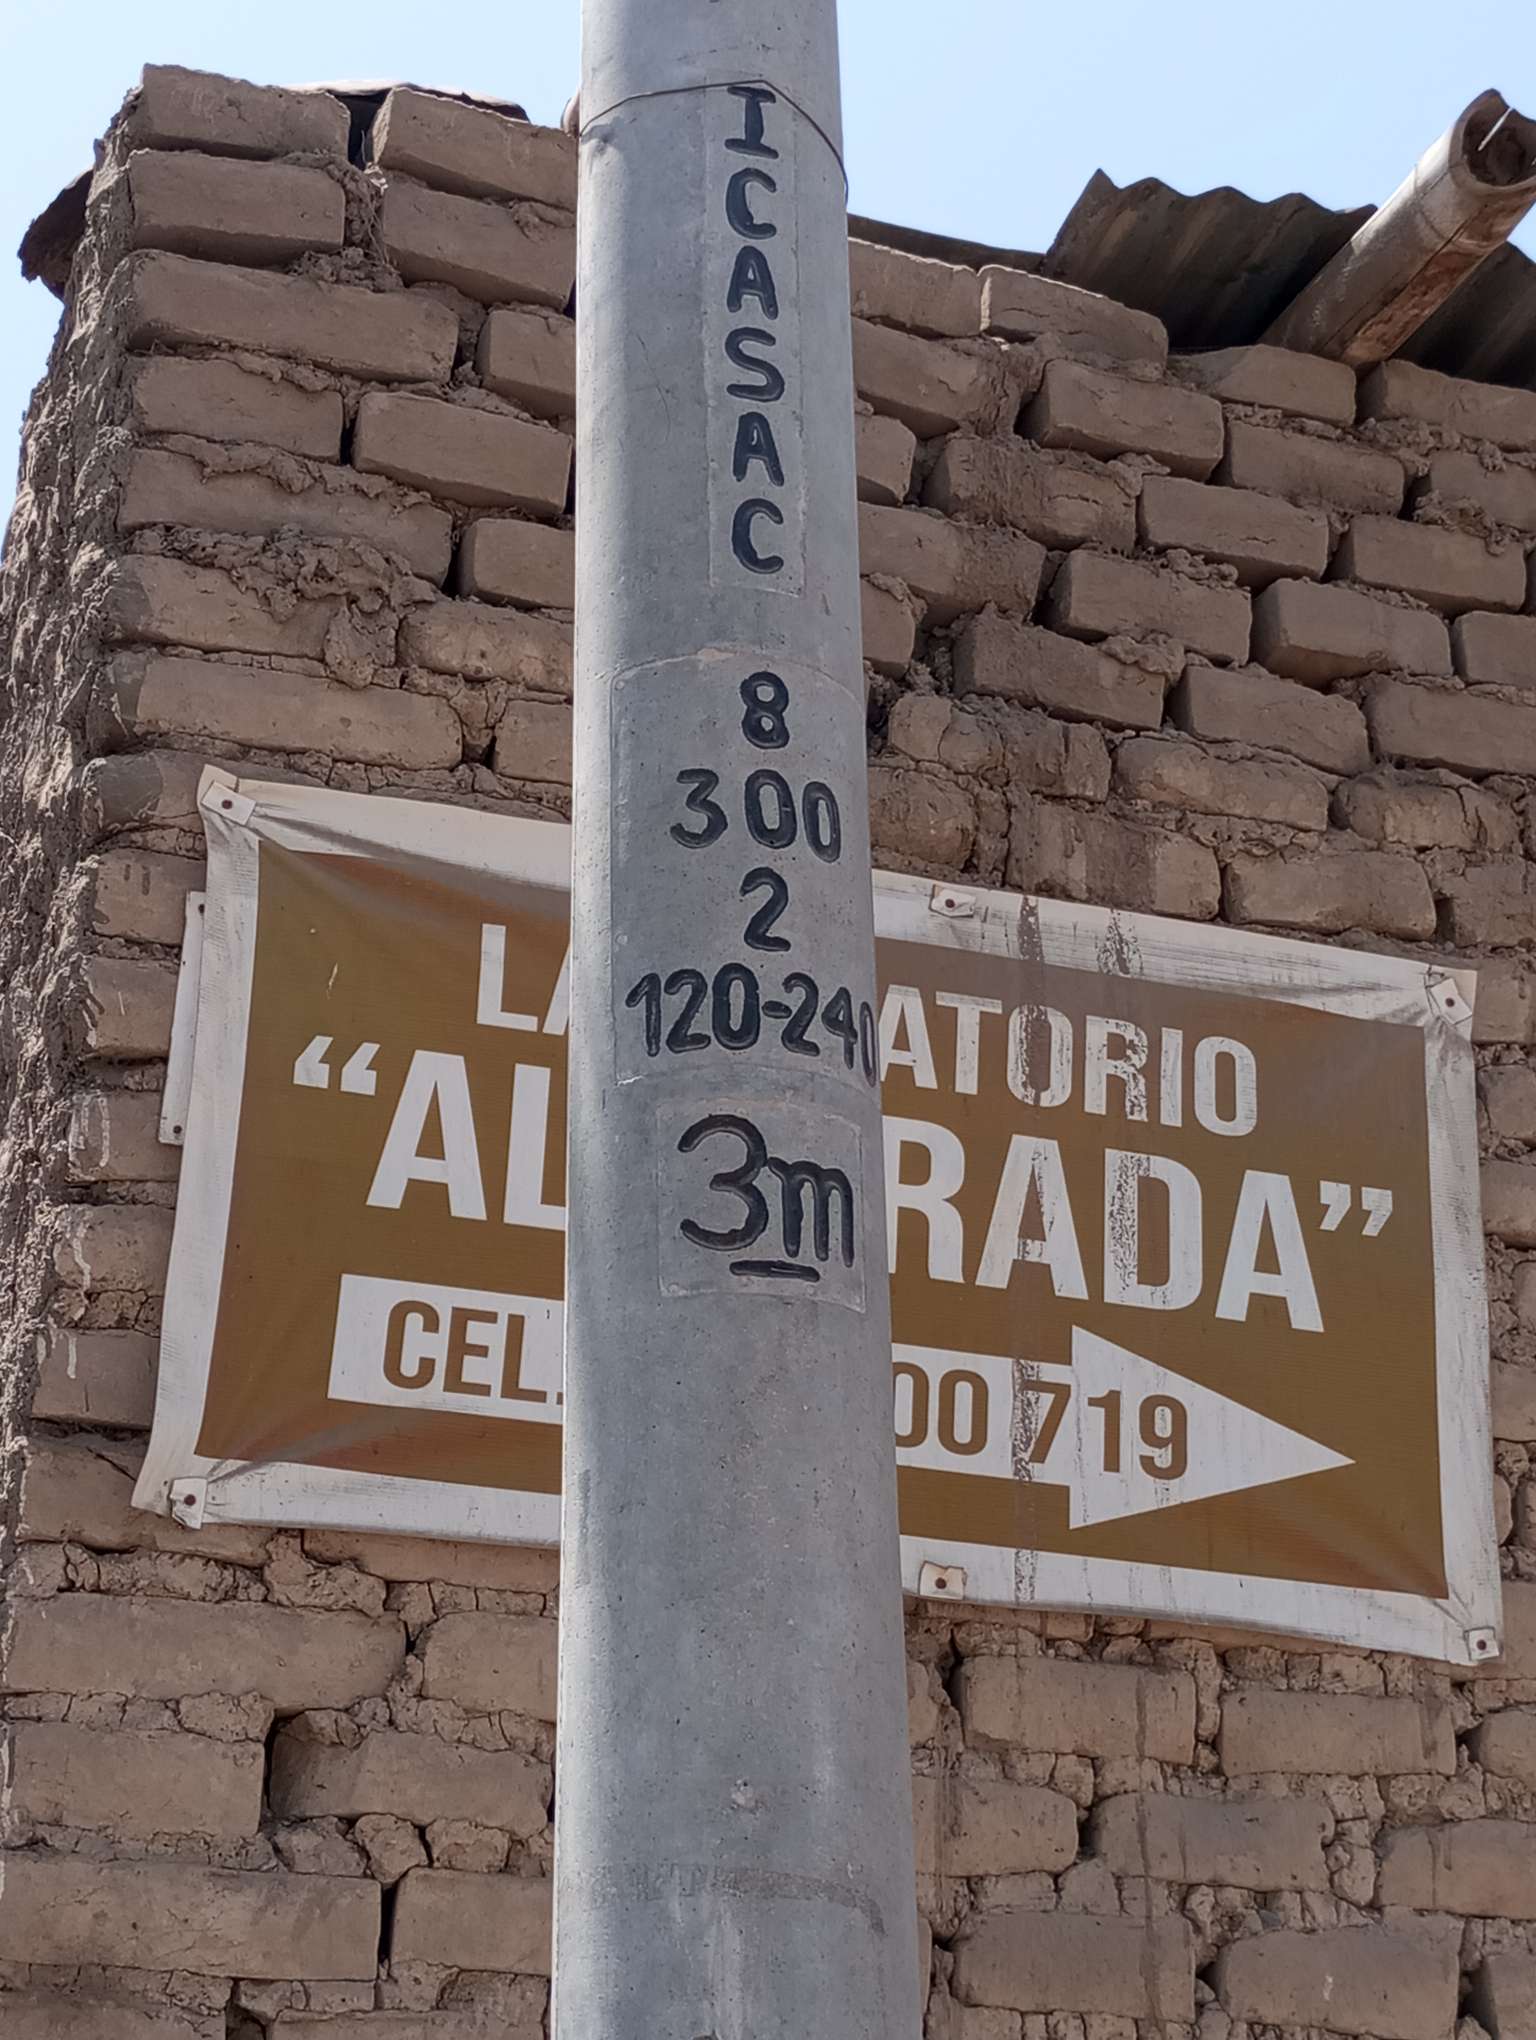 ICASAC
8
300
2
120-240
3m
LA ATORIO
"AL RADA"
CEL. 00 719